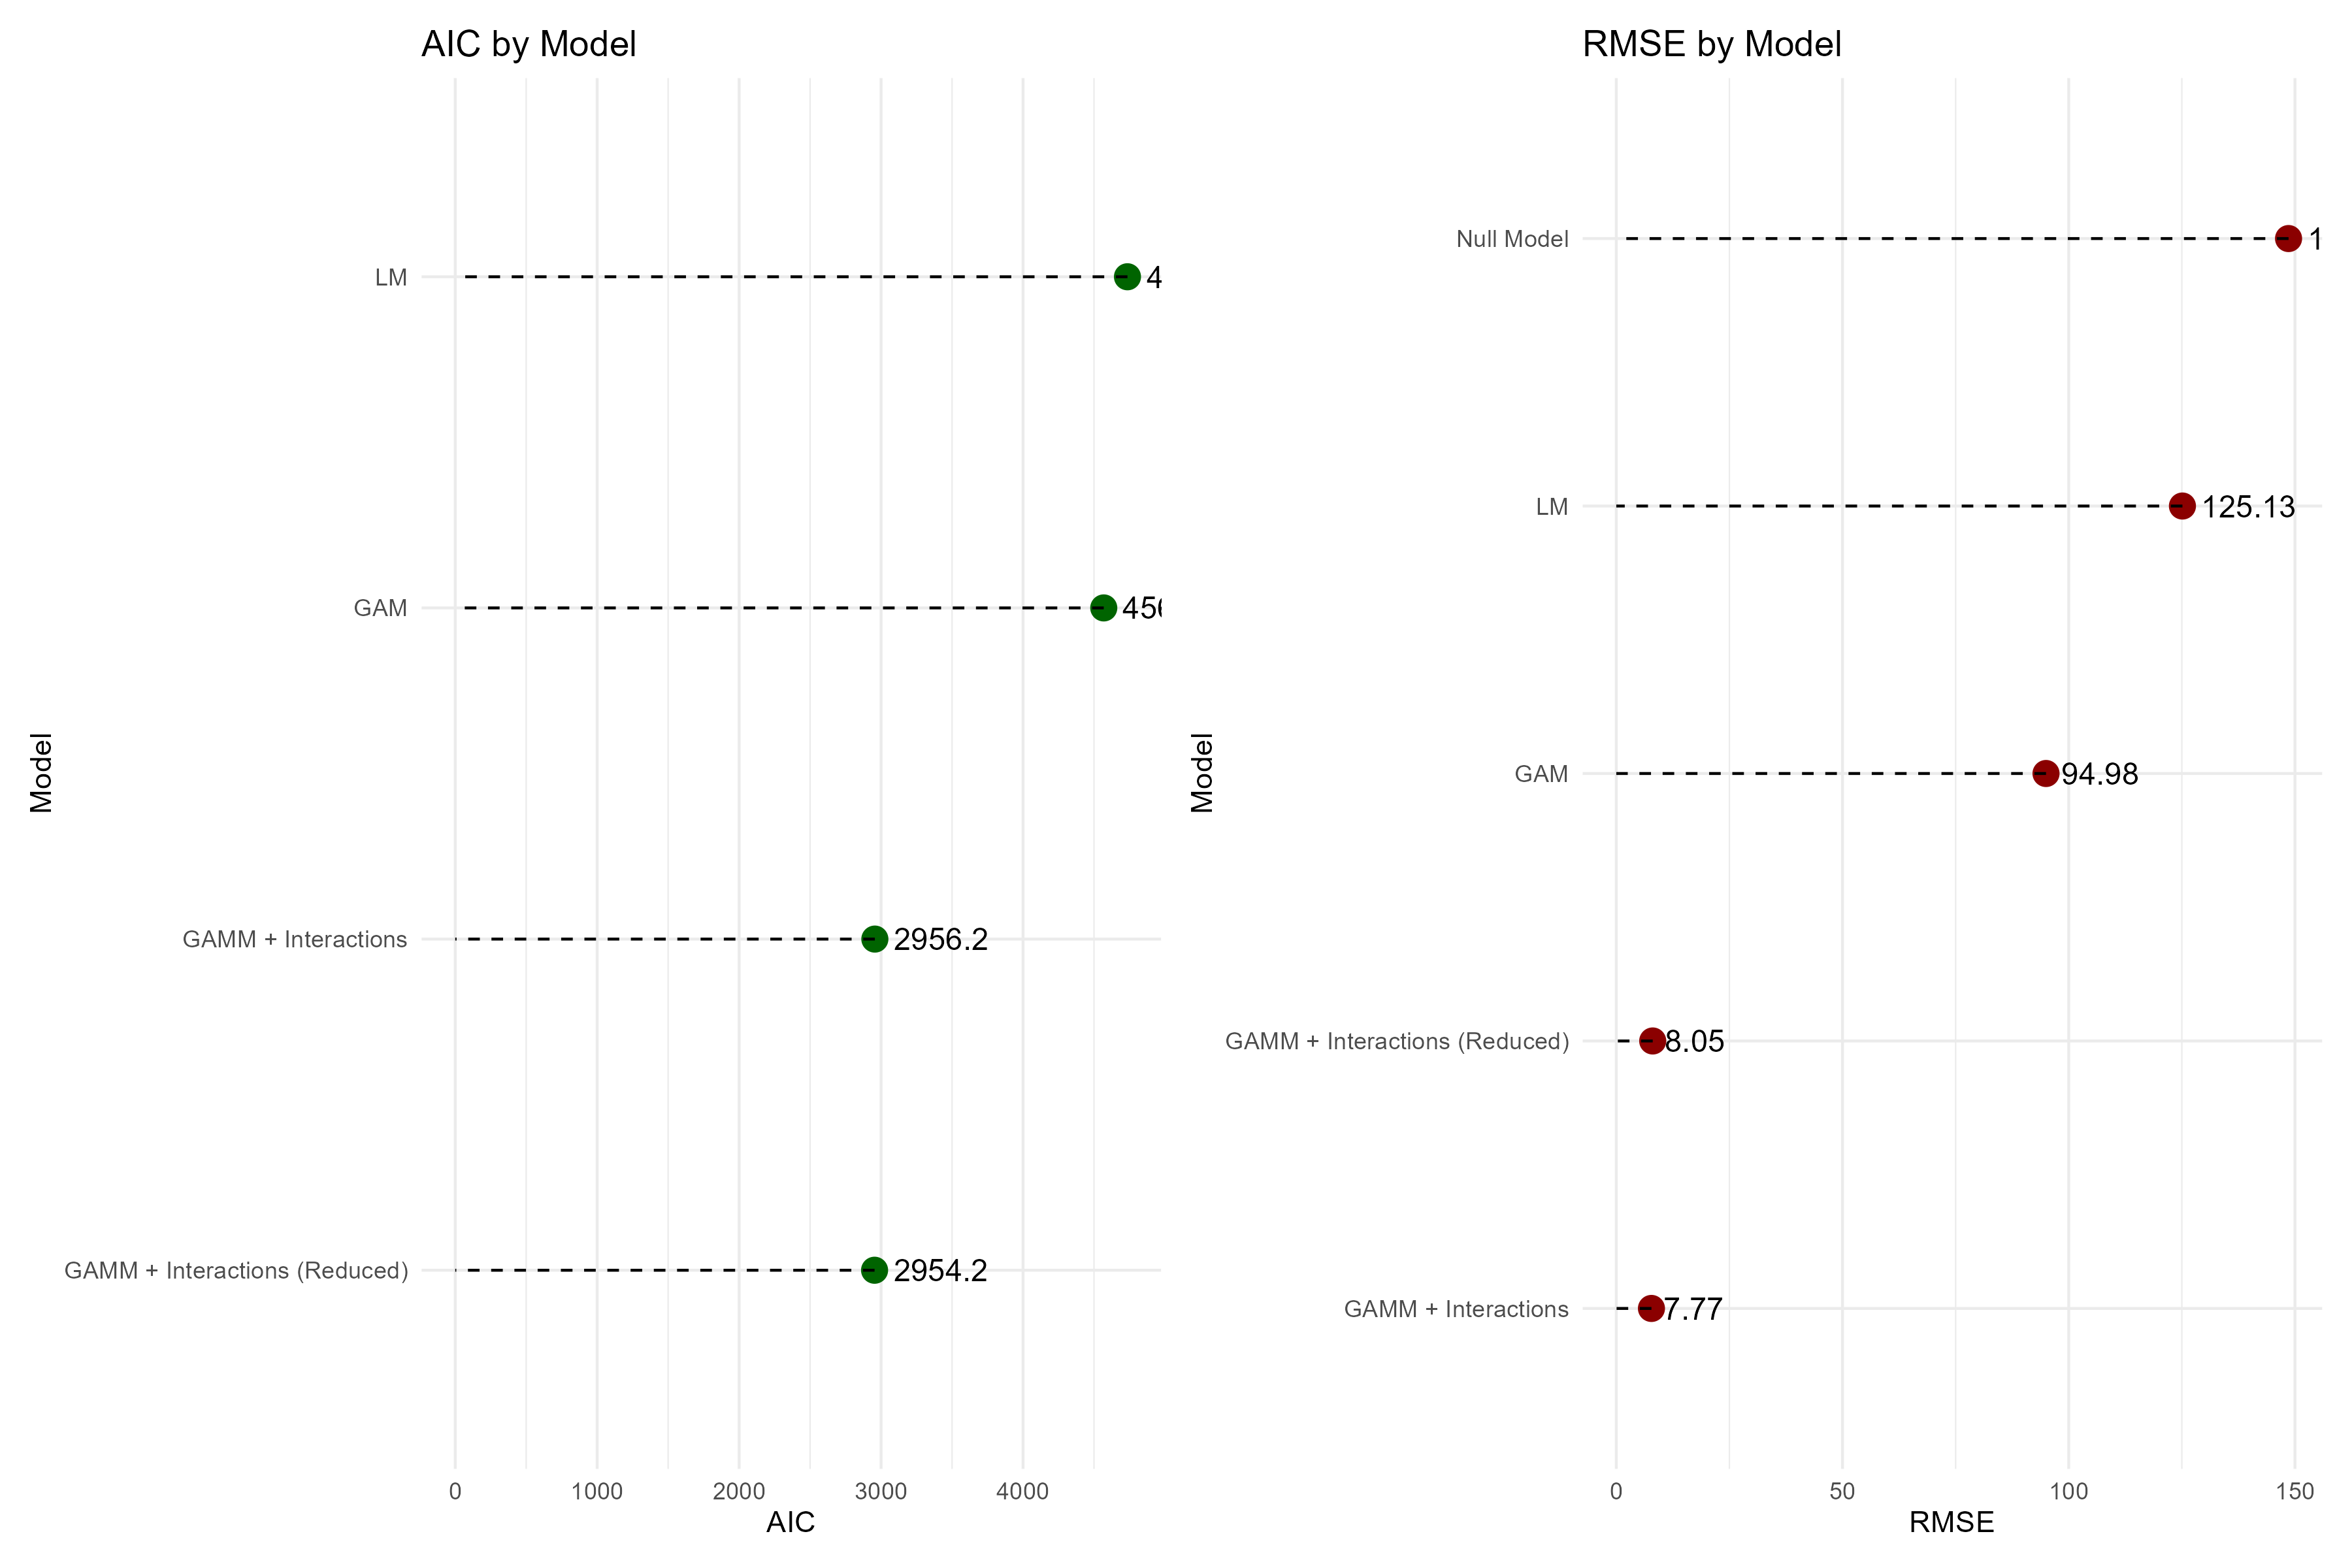 AIC by Model
Model
LM
4
GAM
GAMM + Interactions
2956.2
GAMM + Interactions (Reduced)
2954.2
0 1000 2000 3000 4000
AIC
RMSE by Model
Model
Null Model
1
LM
125.13
GAM
94.98
GAMM + Interactions (Reduced)
8.05
GAMM + Interactions
7.77
0 50 100 150
RMSE